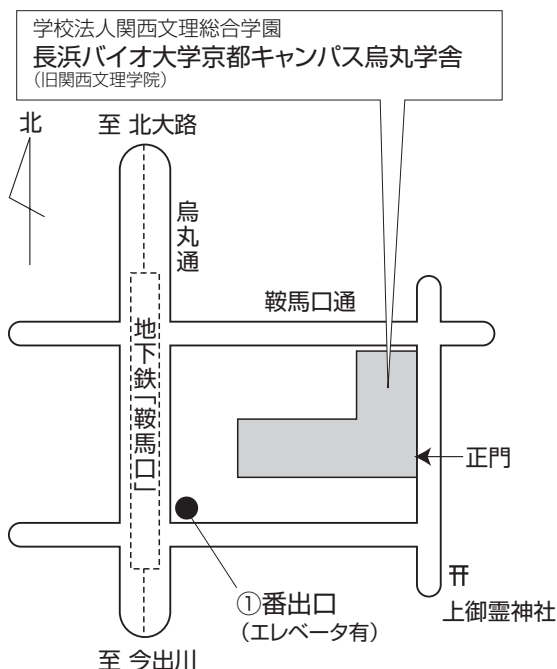 学校法人関西文理総合学園
長浜バイオ大学京都キャンパス烏丸学舎
(旧関西文理学院)
北
至 北大路
烏丸通
鞍馬口通
地下鉄「鞍馬口」
正門
①番出口
(エレベータ有)
上御霊神社
至 今出川